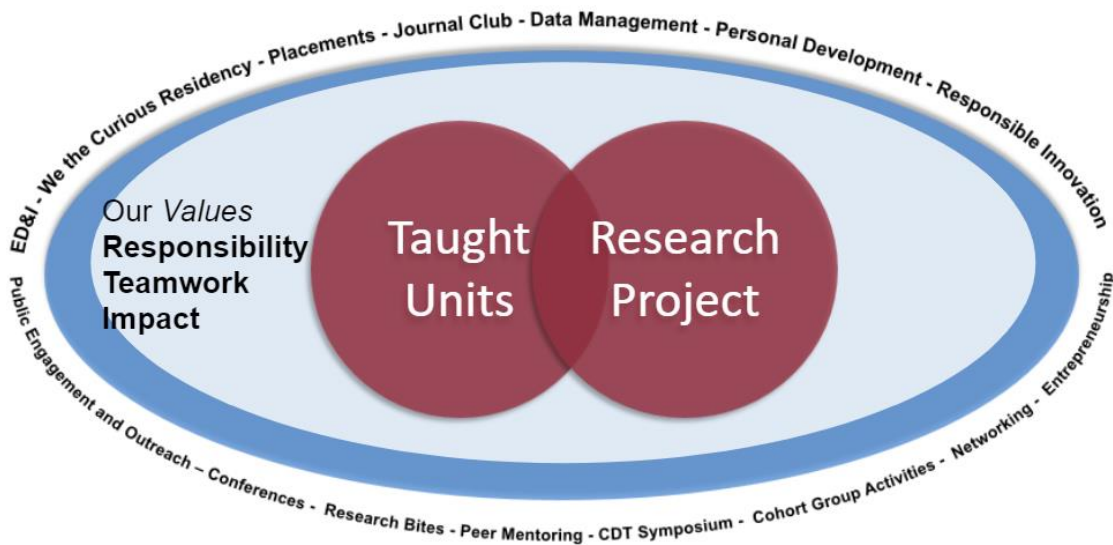 ED&I - We the Curious Residency - Placements - Journal Club - Data Management - Personal Development - Responsible Innovation
Our Values
Responsibility
Teamwork
Impact
Taught
Units
Research
Project
Public Engagement and Outreach – Conferences - Research Bites - Peer Mentoring - CDT Symposium - Cohort Group Activities - Networking - Entrepreneurship